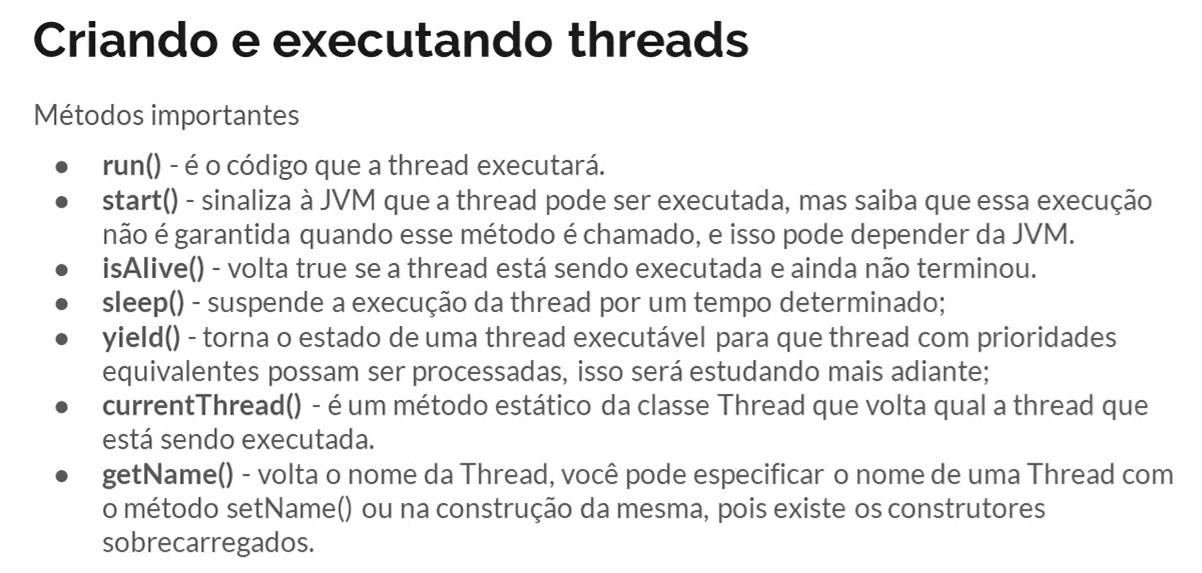 Criando e executando threads
Métodos importantes
● run() - é o código que a thread executará.
● start() - sinaliza à JVM que a thread pode ser executada, mas saiba que essa execução
não é garantida quando esse método é chamado, e isso pode depender da JVM.
● isAlive() - volta true se a thread está sendo executada e ainda não terminou.
● sleep() - suspende a execução da thread por um tempo determinado;
● yield() - torna o estado de uma thread executável para que thread com prioridades
equivalentes possam ser processadas, isso será estudando mais adiante;
● currentThread() - é um método estático da classe Thread que volta qual a thread que
está sendo executada.
● getName() - volta o nome da Thread, você pode especificar o nome de uma Thread com
o método setName() ou na construção da mesma, pois existe os construtores
sobrecarregados.